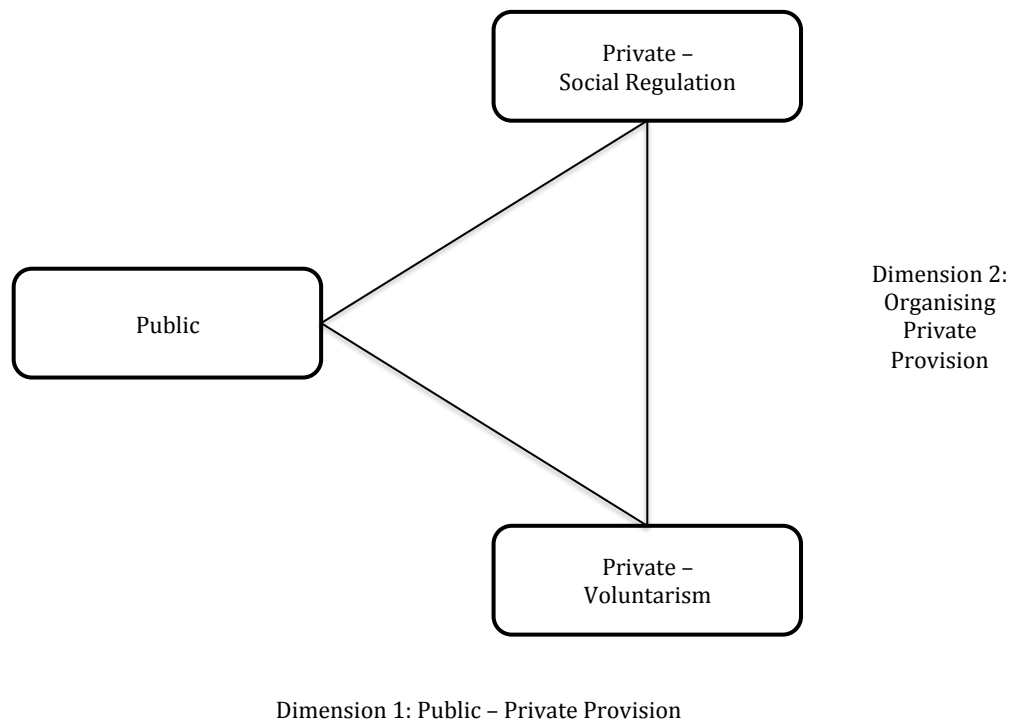 Private –
Social Regulation
Public
Dimension 2:
Organising
Private
Provision
Private –
Voluntarism
Dimension 1: Public – Private Provision